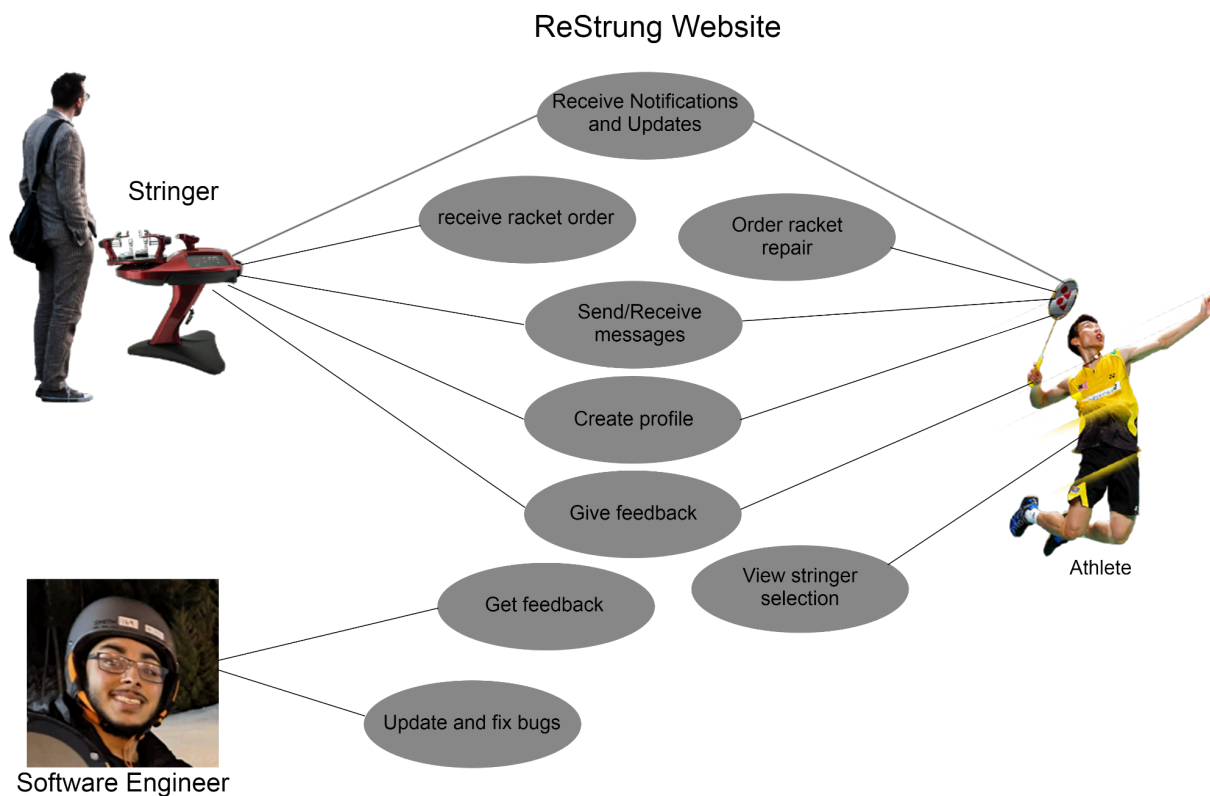 ReStrung Website
Receive Notifications
and Updates
Stringer
receive racket order
Order racket
repair
Send/Receive
messages
Create profile
Give feedback
Athlete
View stringer
selection
Get feedback
Update and fix bugs
Software Engineer